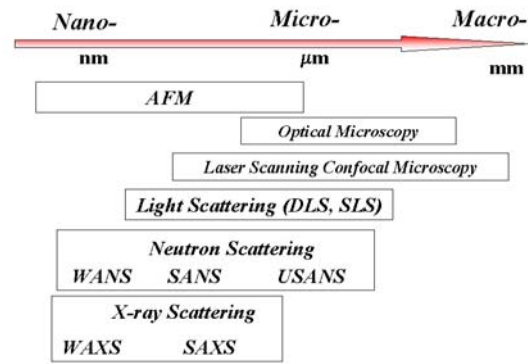 Nano- Micro- Macro-
nm μm mm
AFM
Optical Microscopy
Laser Scanning Confocal Microscopy
Light Scattering (DLS, SLS)
Neutron Scattering
WANS SANS USANS
X-ray Scattering
WAXS SAXS